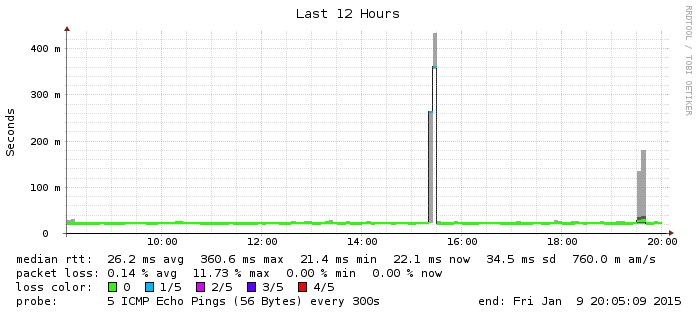 Last 12 Hours
RRDTOOL / TOBI OETIKER
Seconds
400 m
300 m
200 m
100 m
0
10:00 12:00 14:00 16:00 18:00 20:00
median rtt: 26.2 ms avg 360.6 ms max 21.4 ms min 22.1 ms now 34.5 ms sd 760.0 m am/s
packet loss: 0.14 % avg 11.73 % max 0.00 % min 0.00 % now
loss color: 0 1/5 2/5 3/5 4/5
probe: 5 ICMP Echo Pings (56 Bytes) every 300s end: Fri Jan 9 20:05:09 2015